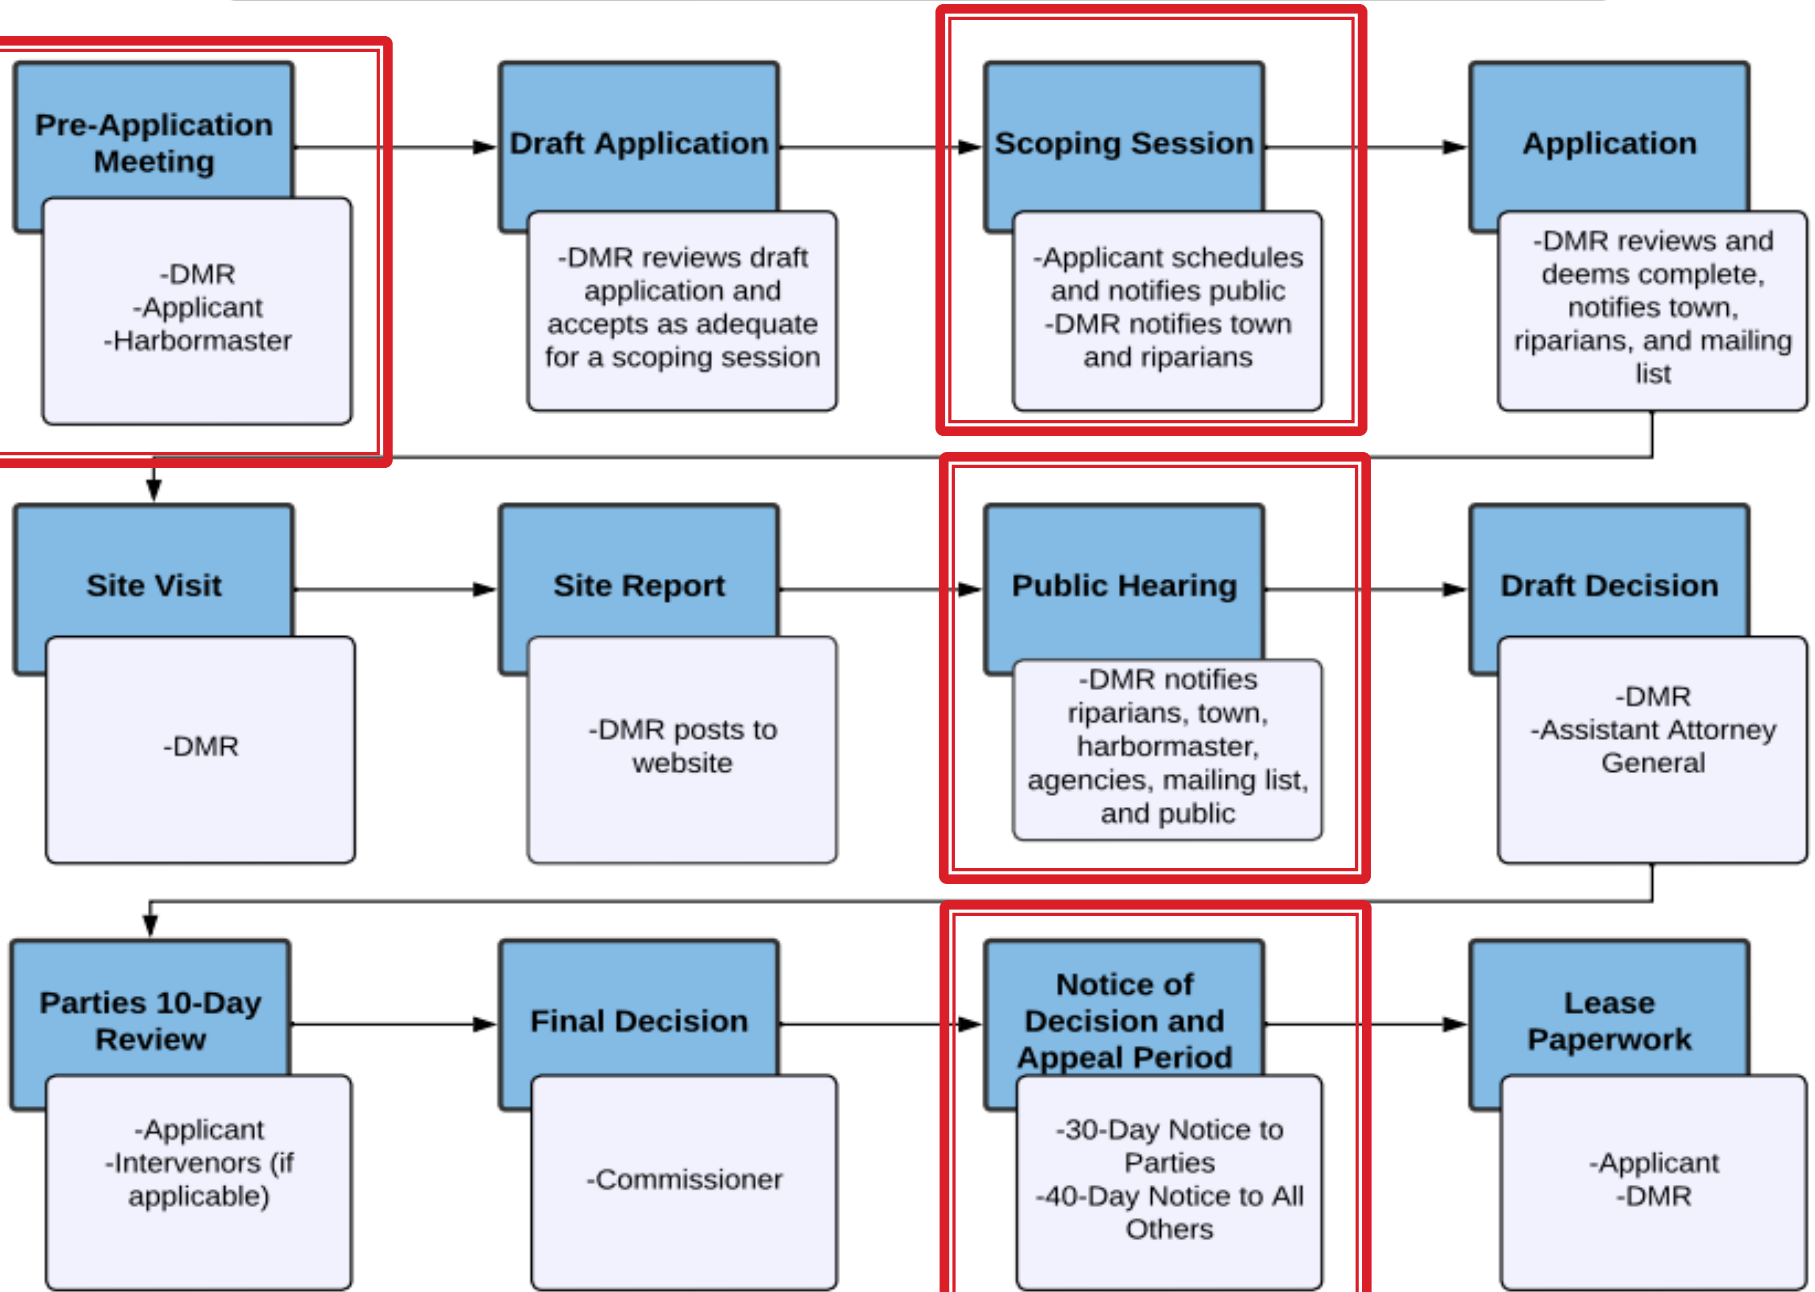 Pre-Application
Meeting
-DMR
-Applicant
-Harbormaster
Draft Application
-DMR reviews draft
application and
accepts as adequate
for a scoping session
Scoping Session
-Applicant schedules
and notifies public
-DMR notifies town
and riparians
Application
-DMR reviews and
deems complete,
notifies town,
riparians, and mailing
list
Site Visit
-DMR
Site Report
-DMR posts to
website
Public Hearing
-DMR notifies
riparians, town,
harbormaster,
agencies, mailing list,
and public
Draft Decision
-DMR
-Assistant Attorney
General
Parties 10-Day
Review
-Applicant
-Intervenors (if
applicable)
Final Decision
-Commissioner
Notice of
Decision and
Appeal Period
-30-Day Notice to
Parties
-40-Day Notice to All
Others
Lease
Paperwork
-Applicant
-DMR